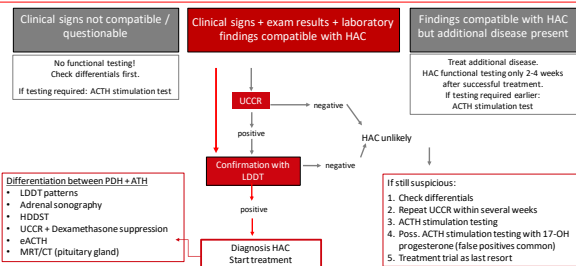 Clinical signs not compatible /
questionable
Clinical signs + exam results + laboratory
findings compatible with HAC
Findings compatible with HAC
but additional disease present
No functional testing!
Check differentials first.
If testing required: ACTH stimulation test
Treat additional disease.
HAC functional testing only 2-4 weeks
after successful treatment.
If testing required earlier:
ACTH stimulation test
UCCR
negative
positive
HAC unlikely
Confirmation with
LDDT
negative
positive
Diagnosis HAC
Start treatment
Differentiation between PDH + ATH
• LDDT patterns
• Adrenal sonography
• HDDST
• UCCR + Dexamethasone suppression
• eACTH
• MRT/CT (pituitary gland)
If still suspicious:
1. Check differentials
2. Repeat UCCR within several weeks
3. ACTH stimulation testing
4. Poss. ACTH stimulation testing with 17-OH
progesterone (false positives common)
5. Treatment trial as last resort